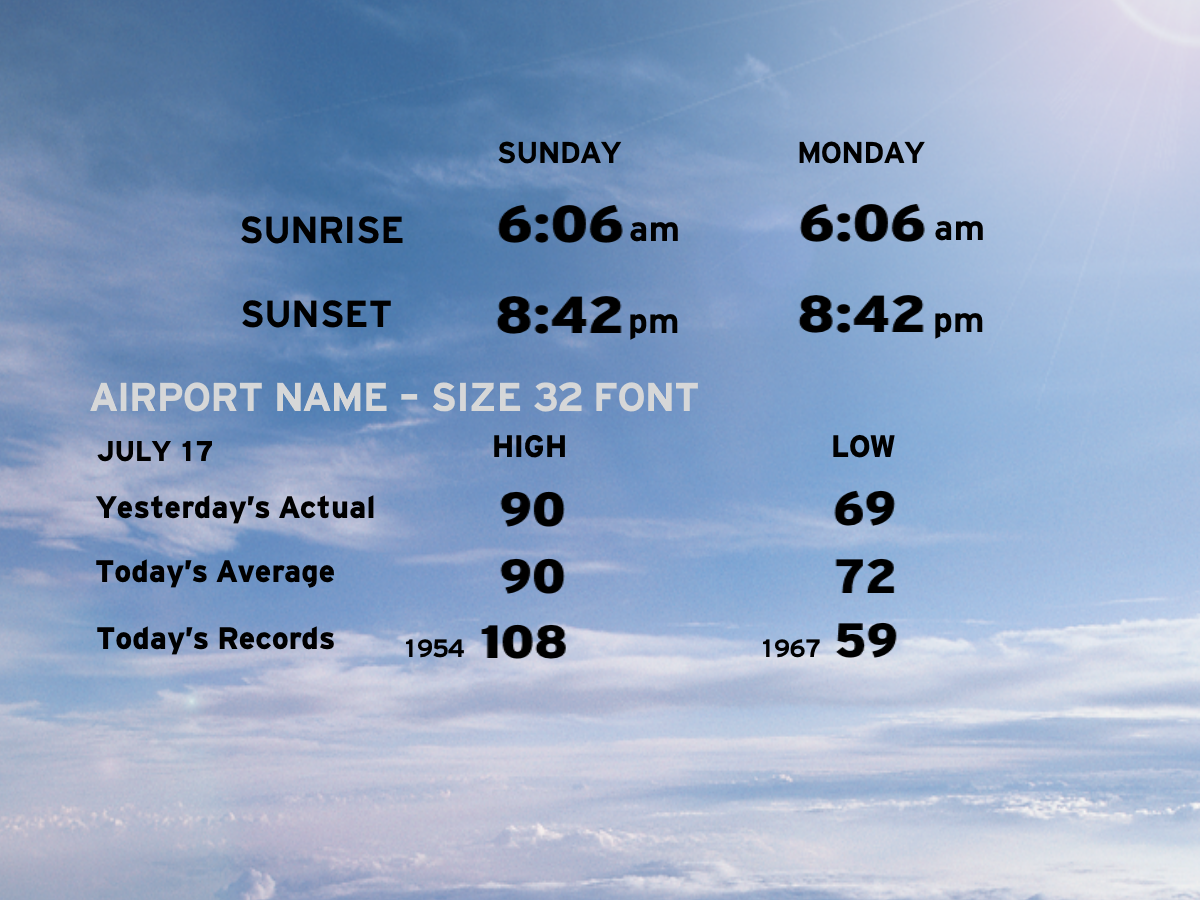 SUNDAY MONDAY
SUNRISE 6:06 am 6:06 am
SUNSET 8:42 pm 8:42 pm
AIRPORT NAME – SIZE 32 FONT
JULY 17 HIGH LOW
Yesterday's Actual 90 69
Today's Average 90 72
Today's Records 1954 108 1967 59